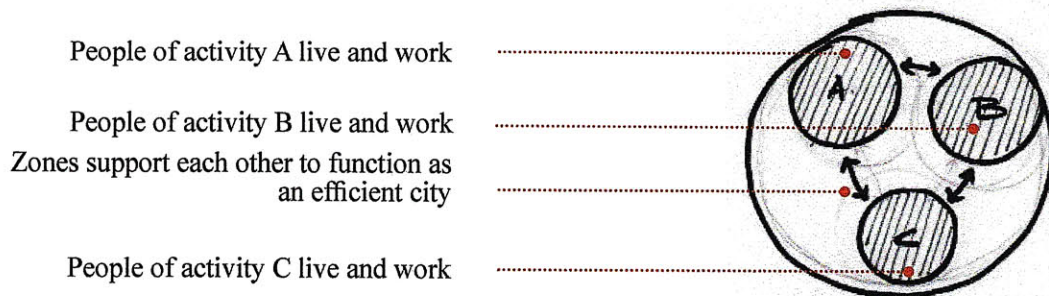 People of activity A live and work
A
B
People of activity B live and work
Zones support each other to function as
an efficient city
C
People of activity C live and work